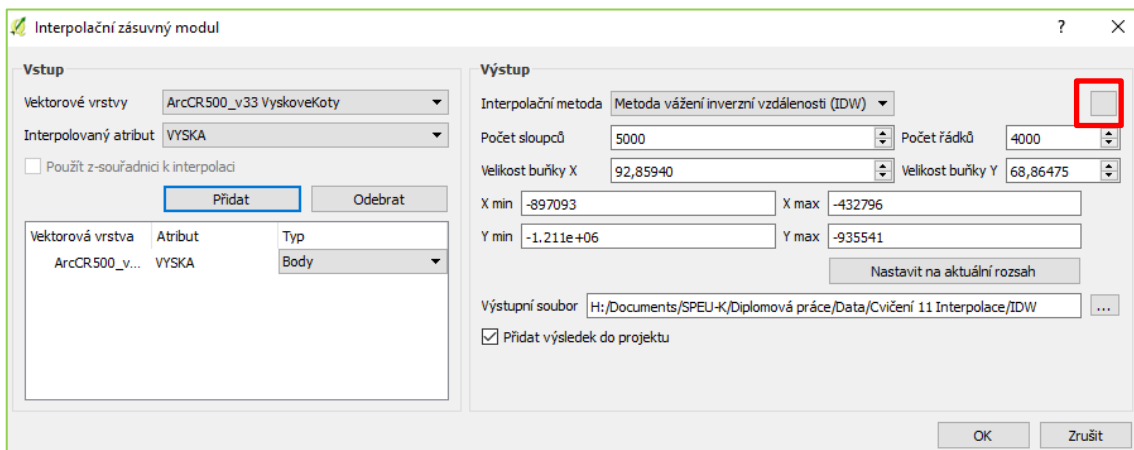 Interpolační zásuvný modul
?
Vstup
Vektorové vrstvy ArcCR500_v33 VyskoveKoty
Interpolovaný atribut VYSKA
Použít z-souřadnici k interpolaci
Přidat Odebrat
Vektorová vrstva Atribut Typ
ArcCR500_v... VYSKA Body
Výstup
Interpolační metoda Metoda vážení inverzní vzdálenosti (IDW)
Počet sloupců 5000 Počet řádků 4000
Velikost buňky X 92,85940 Velikost buňky Y 68,86475
X min -897093 X max -432796
Y min -1.211e+06 Y max -935541
Nastavit na aktuální rozsah
Výstupní soubor H:/Documents/SPEU-K/Diplomová práce/Data/Cvičení 11 Interpolace/IDW ...
Přidat výsledek do projektu
OK Zrušit